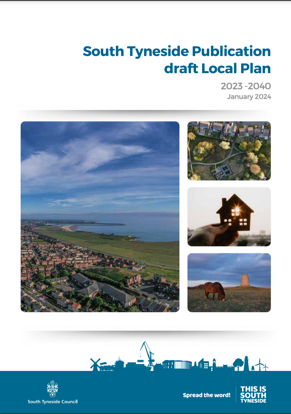 South Tyneside Publication
draft Local Plan
2023 -2040
January 2024
South Tyneside Council
Spread the word!
THIS IS
SOUTH
TYNESIDE